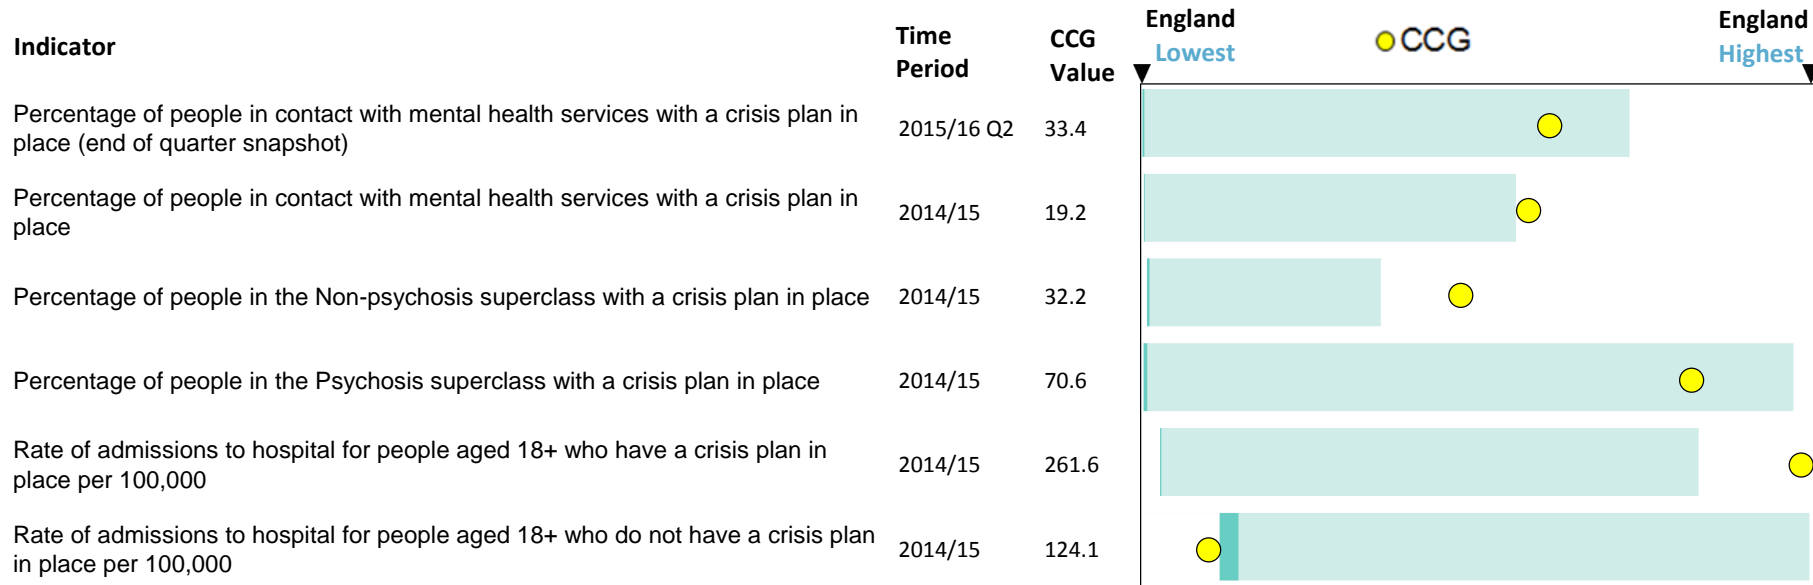 Indicator
Time
Period
CCG
Value
England
Lowest
CCG
England
Highest
Percentage of people in contact with mental health services with a crisis plan in
place (end of quarter snapshot)
2015/16 Q2
33.4
Percentage of people in contact with mental health services with a crisis plan in
place
2014/15
19.2
Percentage of people in the Non-psychosis superclass with a crisis plan in place
2014/15
32.2
Percentage of people in the Psychosis superclass with a crisis plan in place
2014/15
70.6
Rate of admissions to hospital for people aged 18+ who have a crisis plan in
place per 100,000
2014/15
261.6
Rate of admissions to hospital for people aged 18+ who do not have a crisis plan
in place per 100,000
2014/15
124.1